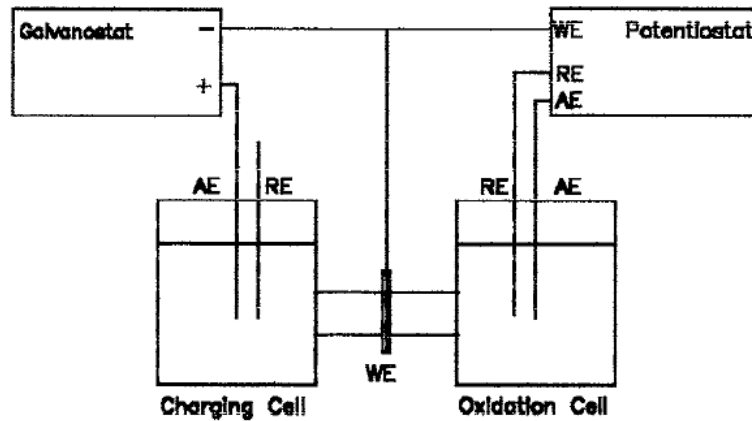 Galvanostat
−
+
WE
Potentiostat
RE
AE
AE
RE
RE
AE
WE
Charging Cell
Oxidation Cell